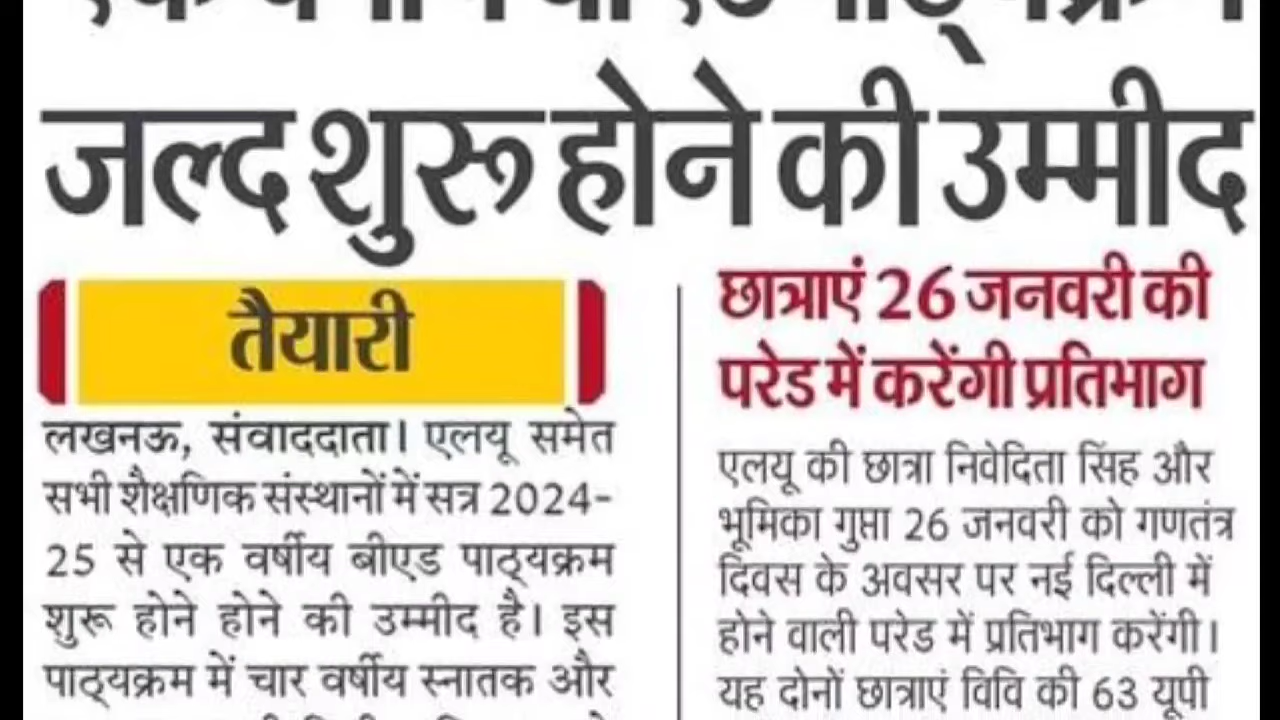 जल्द शुरू होने की उम्मीद
तैयारी
लखनऊ, संवाददाता। एलयू समेत
सभी शैक्षणिक संस्थानों में सत्र 2024-
25 से एक वर्षीय बीएड पाठ्यक्रम
शुरू होने होने की उम्मीद है। इस
पाठ्यक्रम में चार वर्षीय स्नातक और
छात्राएं 26 जनवरी की
परेड में करेंगी प्रतिभाग
एलयू की छात्रा निवेदिता सिंह और
भूमिका गुप्ता 26 जनवरी को गणतंत्र
दिवस के अवसर पर नई दिल्ली में
होने वाली परेड में प्रतिभाग करेंगी।
यह दोनों छात्राएं विवि की 63 यूपी